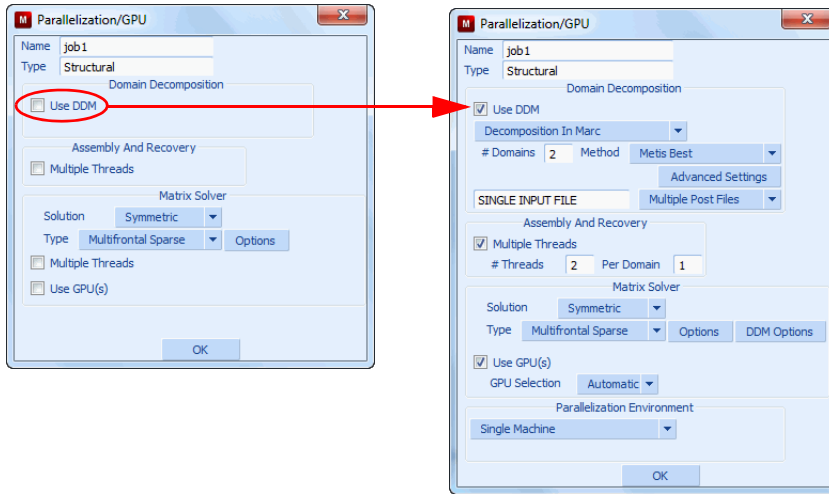 M Parallelization/GPU
X
Name job1
Type Structural
Domain Decomposition
Use DDM
Assembly And Recovery
Multiple Threads
Matrix Solver
Solution Symmetric
Type Multifrontal Sparse Options
Multiple Threads
Use GPU(s)
OK
M Parallelization/GPU
X
Name job1
Type Structural
Domain Decomposition
Use DDM
Decomposition In Marc
# Domains 2 Method Metis Best
Advanced Settings
SINGLE INPUT FILE Multiple Post Files
Assembly And Recovery
Multiple Threads
# Threads 2 Per Domain 1
Matrix Solver
Solution Symmetric
Type Multifrontal Sparse Options DDM Options
Use GPU(s)
GPU Selection Automatic
Parallelization Environment
Single Machine
OK